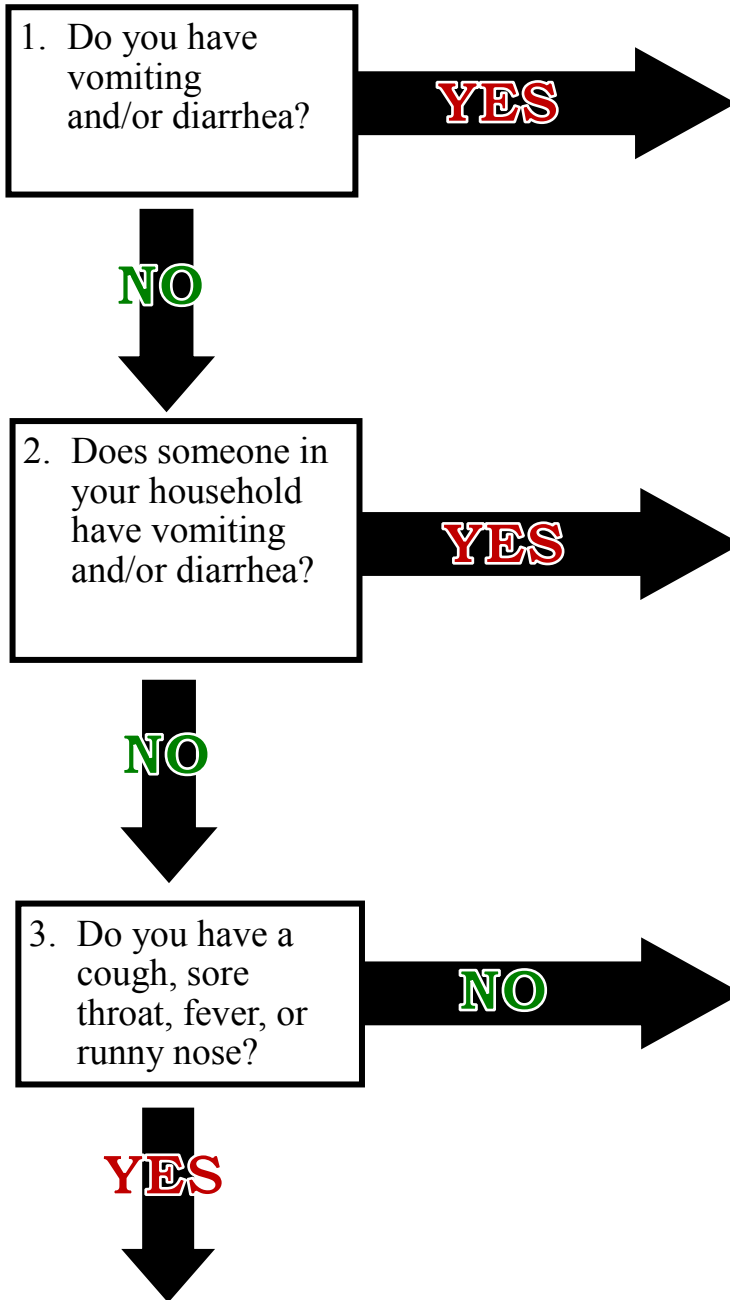 1. Do you have
vomiting
and/or diarrhea?
YES
NO
2. Does someone in
your household
have vomiting
and/or diarrhea?
YES
NO
3. Do you have a
cough, sore
throat, fever, or
runny nose?
NO
YES